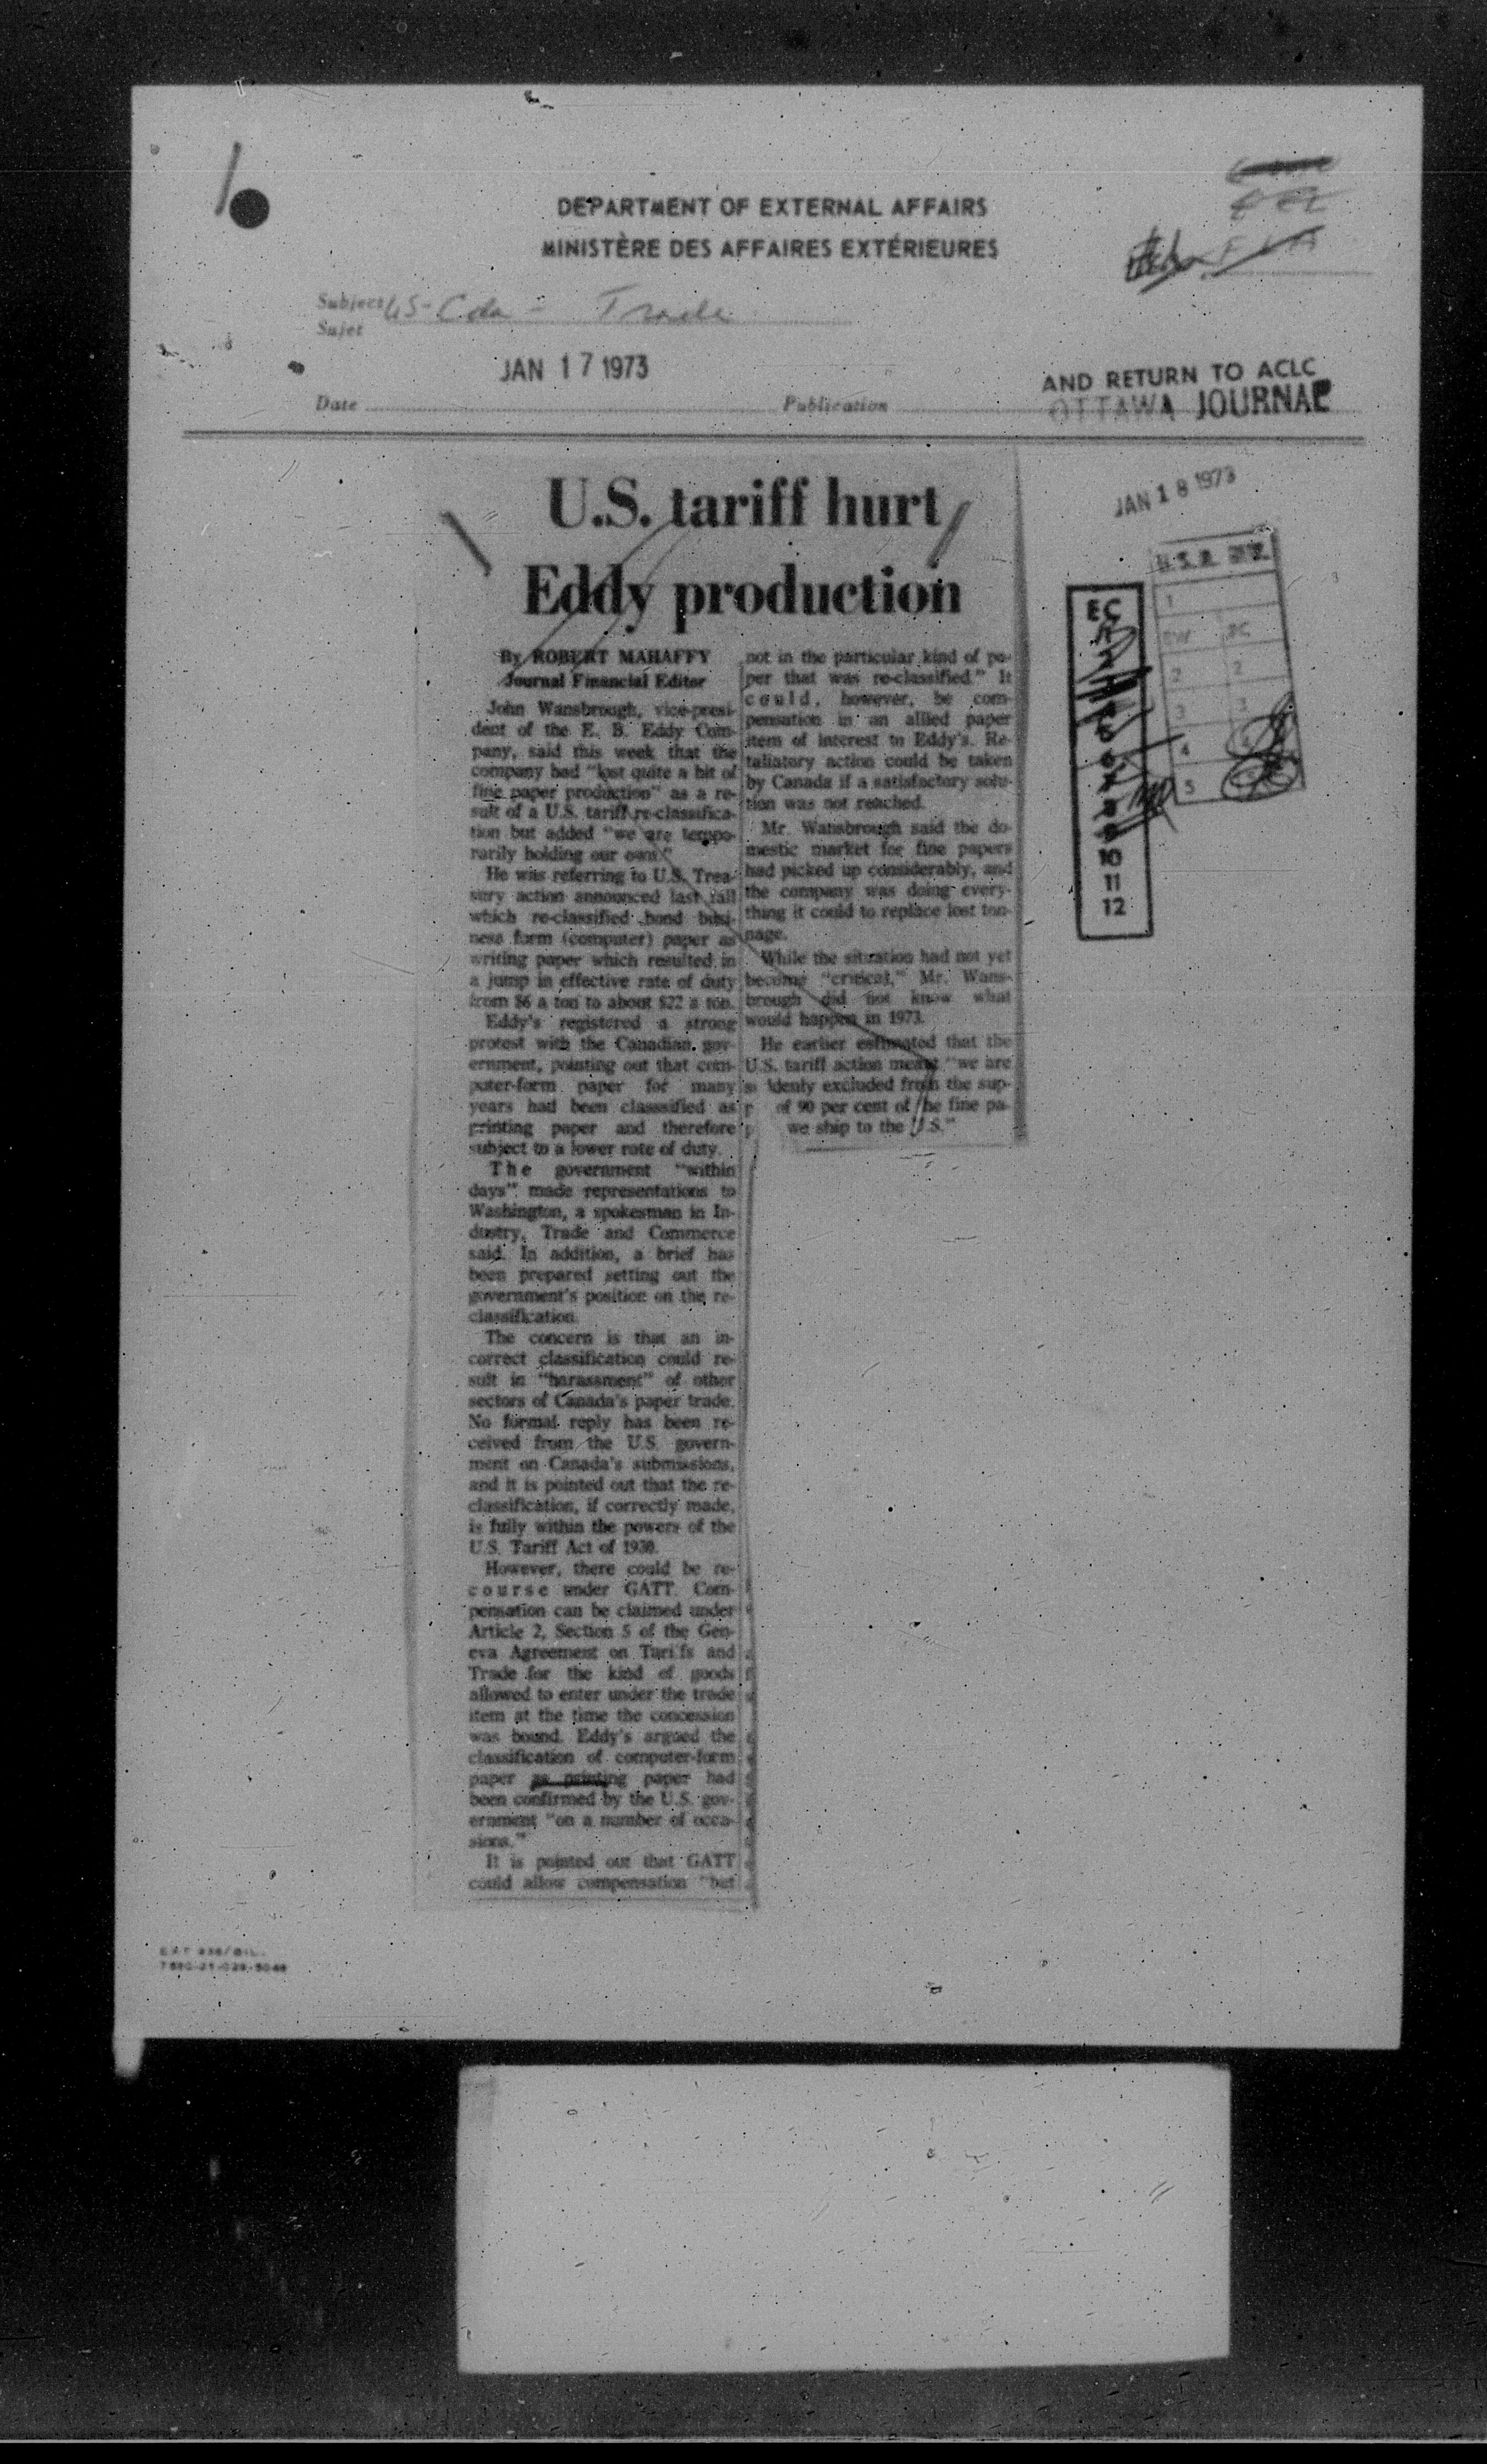 DEPARTMENT OF EXTERNAL AFFAIRS
MINISTÈRE DES AFFAIRES EXTÉRIEURES
Subject US-Cda - Trade
Sujet
JAN 17 1973
AND RETURN TO ACLC
Date Publication OTTAWA JOURNAL
JAN 18 1973
U.S. tariff hurt
Eddy production
By ROBERT MAHAFFY
Journal Financial Editor
John Wansbrough, vice-presi-
dent of the E. B. Eddy Com-
pany, said this week that the
company had "lost quite a bit of
fine paper production" as a re-
sult of a U.S. tariff re-classifica-
tion but added "we are tempo-
rarily holding our own."
He was referring to U.S. Trea-
sury action announced last fall
which re-classified bond busi-
ness form (computer) paper as
writing paper which resulted in
a jump in effective rate of duty
from $6 a ton to about $22 a ton.
Eddy's registered a strong
protest with the Canadian gov-
ernment, pointing out that com-
puter-form paper for many
years had been classsified as
printing paper and therefore
subject to a lower rate of duty.
The government "within
days" made representations to
Washington, a spokesman in In-
dustry, Trade and Commerce
said. In addition, a brief has
been prepared setting out the
government's position on the re-
classification.
The concern is that an in-
correct classification could re-
sult in "harassment" of other
sectors of Canada's paper trade.
No formal reply has been re-
ceived from the U.S. govern-
ment on Canada's submissions,
and it is pointed out that the re-
classification, if correctly made,
is fully within the powers of the
U.S. Tariff Act of 1930.
However, there could be re-
course under GATT. Com-
pensation can be claimed under
Article 2, Section 5 of the Gen-
eva Agreement on Tariffs and
Trade for the kind of goods
allowed to enter under the trade
item at the time the concession
was bound. Eddy's argued the
classification of computer-form
paper as printing paper had
been confirmed by the U.S. gov-
ernment "on a number of occa-
sions."
It is pointed out that GATT
could allow compensation "but
not in the particular kind of pa-
per that was re-classified." It
could, however, be com-
pensation in an allied paper
item of interest to Eddy's. Re-
taliatory action could be taken
by Canada if a satisfactory solu-
tion was not reached.
Mr. Wansbrough said the do-
mestic market for fine papers
had picked up considerably, and
the company was doing every-
thing it could to replace lost ton-
nage.
While the situation had not yet
become "critical," Mr. Wans-
brough did not know what
would happen in 1973.
He earlier estimated that the
U.S. tariff action meant "we are
denly excluded from the sup-
of 90 per cent of the fine pa-
we ship to the U.S."
EC
10
11
12
1
2 2
3 3
4
5